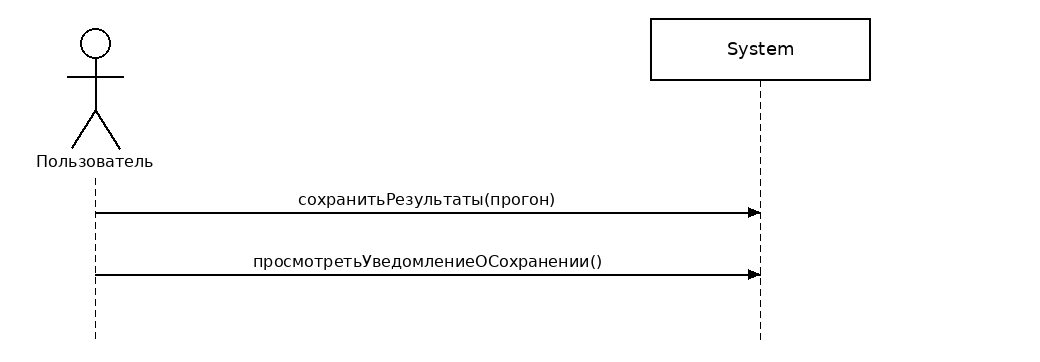 System
Пользователь
сохранитьРезультаты(прогон)
просмотретьУведомлениеОСохранении()